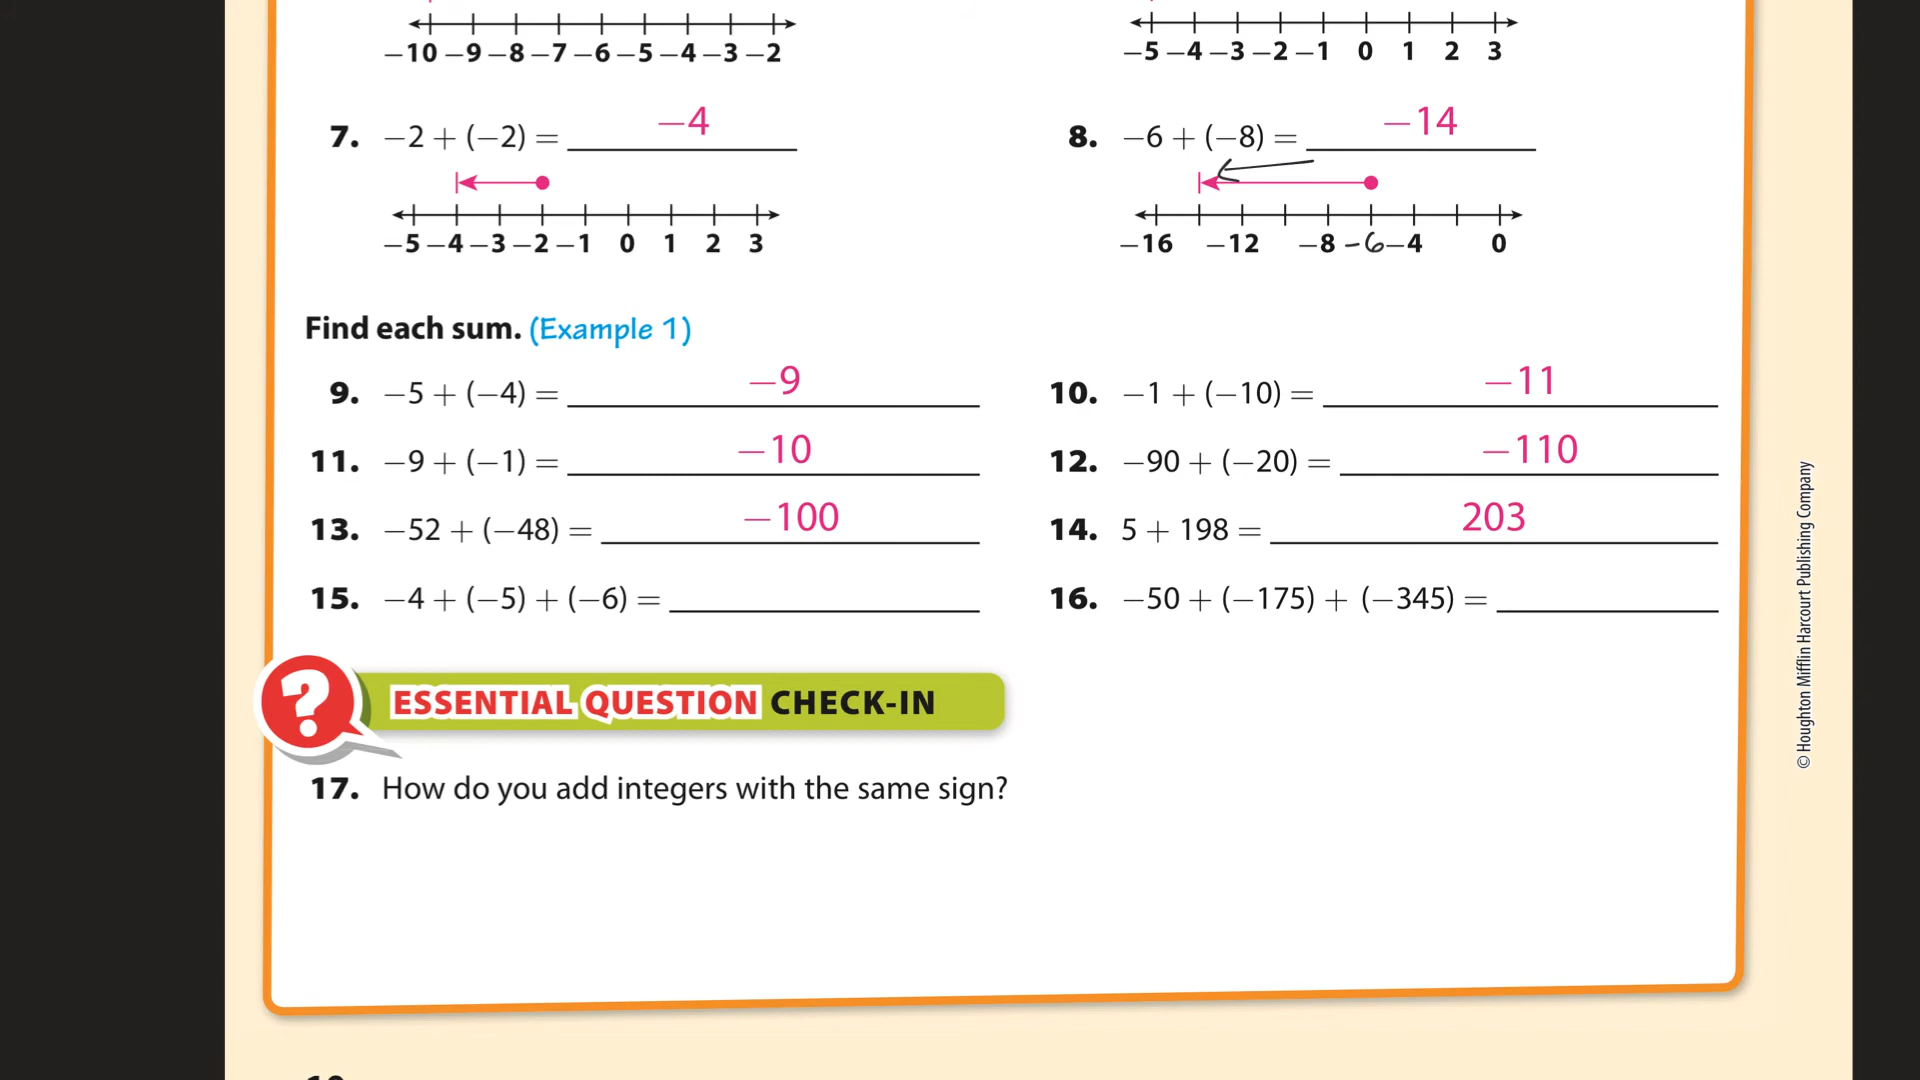 −10 −9 −8 −7 −6 −5 −4 −3 −2
−5 −4 −3 −2 −1 0 1 2 3
7. −2 + (−2) = −4
8. −6 + (−8) = −14
−5 −4 −3 −2 −1 0 1 2 3
−16 −12 −8 −6 −4 0
Find each sum. (Example 1)
9. −5 + (−4) = −9
10. −1 + (−10) = −11
11. −9 + (−1) = −10
12. −90 + (−20) = −110
13. −52 + (−48) = −100
14. 5 + 198 = 203
15. −4 + (−5) + (−6) =
16. −50 + (−175) + (−345) =
? ESSENTIAL QUESTION CHECK-IN
17. How do you add integers with the same sign?
© Houghton Mifflin Harcourt Publishing Company